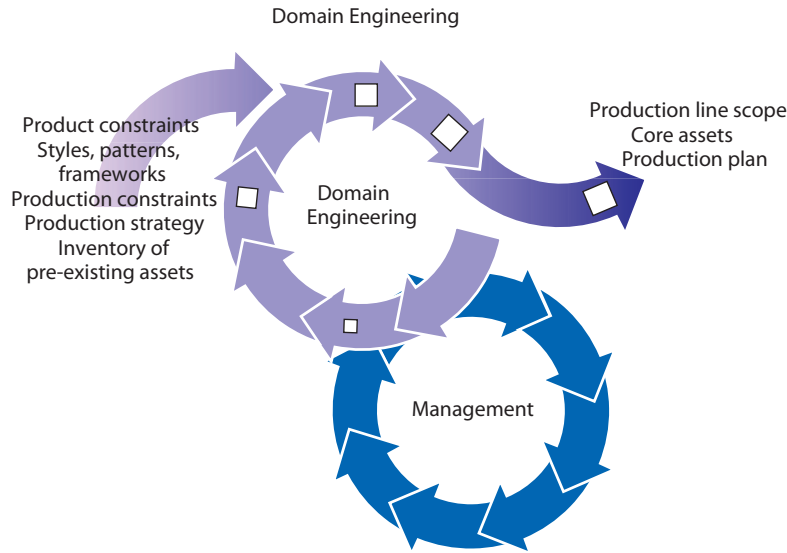 Domain Engineering
Product constraints
Styles, patterns,
frameworks
Production constraints
Production strategy
Inventory of
pre-existing assets
Domain
Engineering
Production line scope
Core assets
Production plan
Management